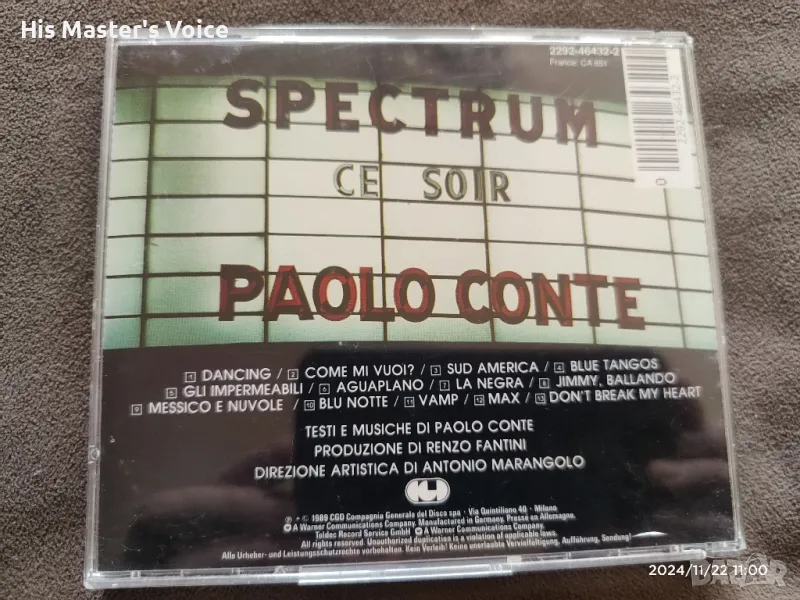 His Master's Voice
2292-46432-2
France: CA 851
SPECTRUM
CE SOIR
PAOLO CONTE
0 2292-46432-2
1 DANCING / 2 COME MI VUOI? / 3 SUD AMERICA / 4 BLUE TANGOS
5 GLI IMPERMEABILI / 6 AGUAPLANO / 7 LA NEGRA / 8 JIMMY, BALLANDO
9 MESSICO E NUVOLE / 10 BLU NOTTE / 11 VAMP / 12 MAX / 13 DON'T BREAK MY HEART
TESTI E MUSICHE DI PAOLO CONTE
PRODUZIONE DI RENZO FANTINI
DIREZIONE ARTISTICA DI ANTONIO MARANGOLO
℗ + © 1989 CGD Compagnia Generale del Disco spa · Via Quintiliano 40 · Milano
A Warner Communications Company. Manufactured in Germany. Presse en Allemagne.
Teldec Record Service GmbH A Warner Communications Company.
All rights reserved. Unauthorized duplication is a violation of applicable laws.
Alle Urheber- und Leistungsschutzrechte vorbehalten. Kein Verleih! Keine unerlaubte Vervielfältigung, Aufführung, Sendung!
2024/11/22 11:00